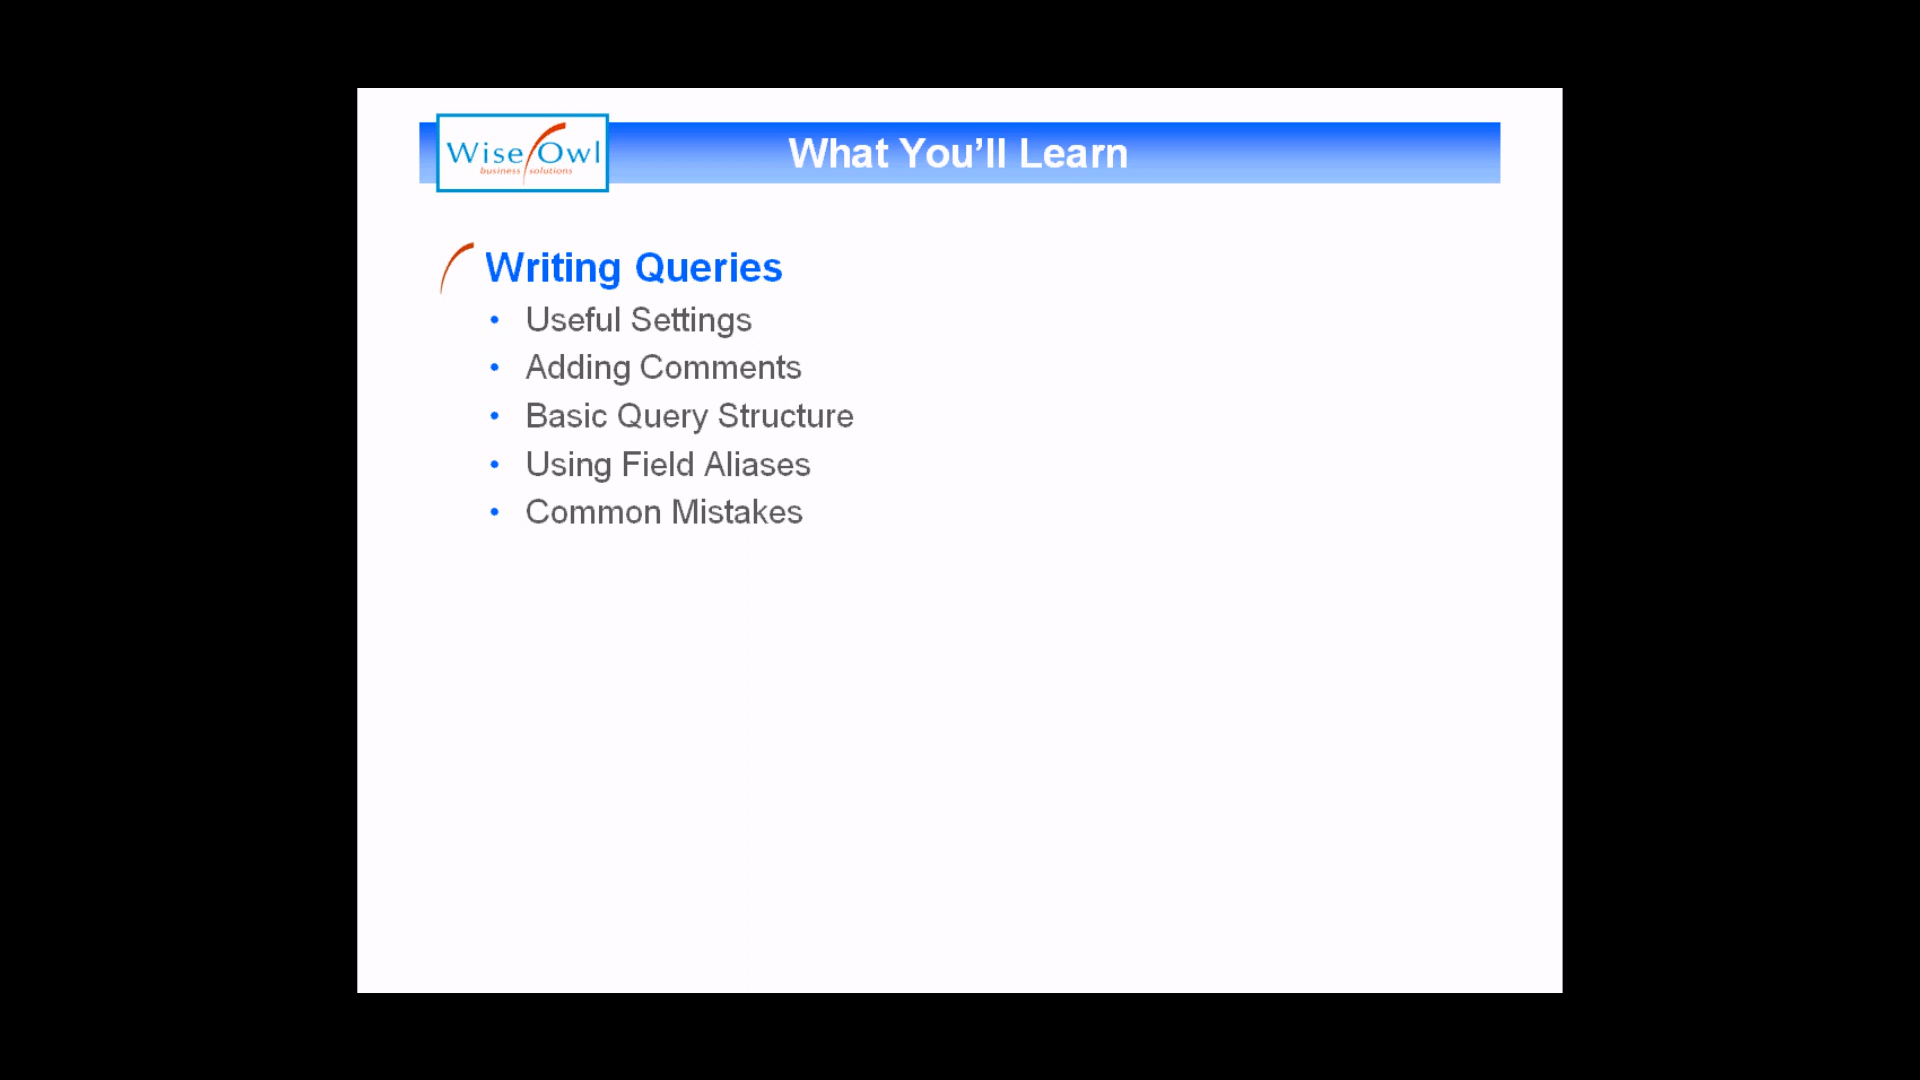 Wise Owl
business solutions
What You’ll Learn
Writing Queries
• Useful Settings
• Adding Comments
• Basic Query Structure
• Using Field Aliases
• Common Mistakes